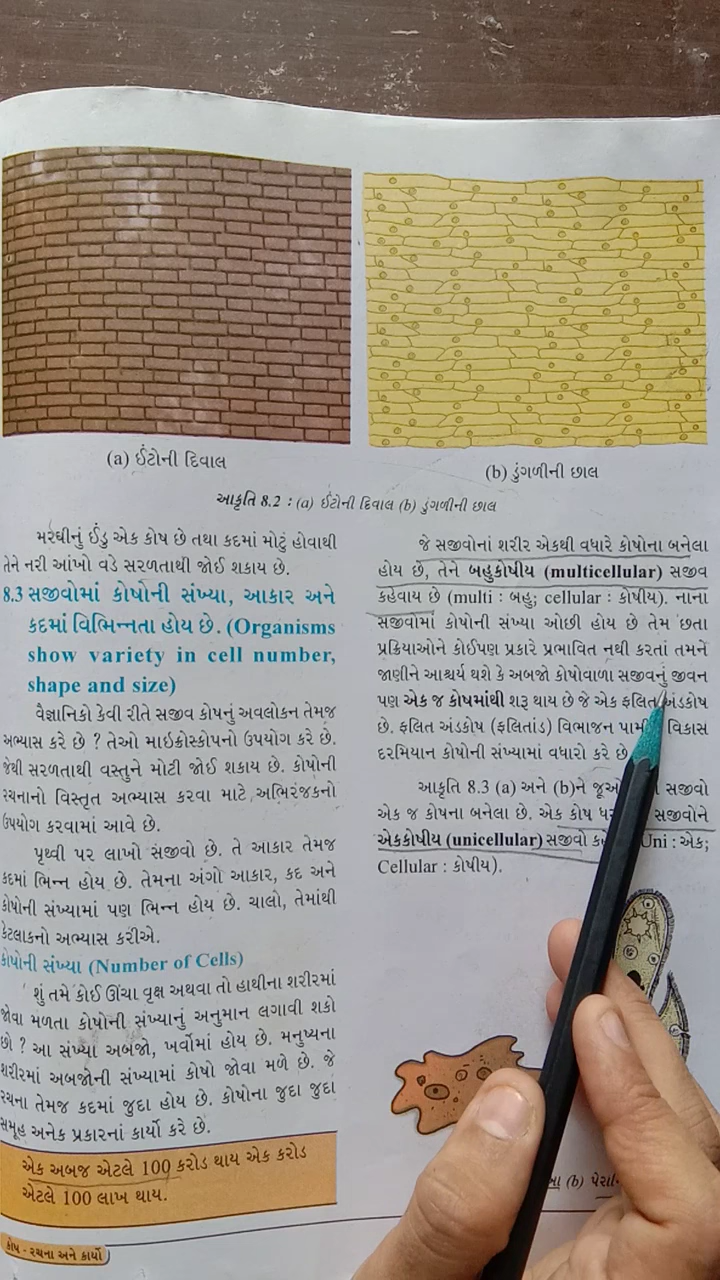 (a) ઈંટોની દિવાલ
(b) ડુંગળીની છાલ
આકૃતિ 8.2 : (a) ઈંટોની દિવાલ (b) ડુંગળીની છાલ
મરઘીનું ઈંડુ એક કોષ છે તથા કદમાં મોટું હોવાથી
તેને નરી આંખો વડે સરળતાથી જોઈ શકાય છે.
8.3 સજીવોમાં કોષોની સંખ્યા, આકાર અને
કદમાં વિભિન્નતા હોય છે. (Organisms
show variety in cell number,
shape and size)
વૈજ્ઞાનિકો કેવી રીતે સજીવ કોષનું અવલોકન તેમજ
અભ્યાસ કરે છે ? તેઓ માઇક્રોસ્કોપનો ઉપયોગ કરે છે.
જેથી સરળતાથી વસ્તુને મોટી જોઈ શકાય છે. કોષોની
રચનાનો વિસ્તૃત અભ્યાસ કરવા માટે અભિરંજકનો
ઉપયોગ કરવામાં આવે છે.
પૃથ્વી પર લાખો સજીવો છે. તે આકાર તેમજ
કદમાં ભિન્ન હોય છે. તેમના અંગો આકાર, કદ અને
કોષોની સંખ્યામાં પણ ભિન્ન હોય છે. ચાલો, તેમાંથી
કેટલાકનો અભ્યાસ કરીએ.
કોષોની સંખ્યા (Number of Cells)
શું તમે કોઈ ઊંચા વૃક્ષ અથવા તો હાથીના શરીરમાં
જોવા મળતા કોષોની સંખ્યાનું અનુમાન લગાવી શકો
છો ? આ સંખ્યા અબજો, ખર્વોમાં હોય છે. મનુષ્યના
શરીરમાં અબજોની સંખ્યામાં કોષો જોવા મળે છે. જે
રચના તેમજ કદમાં જુદા હોય છે. કોષોના જુદા જુદા
સમૂહ અનેક પ્રકારનાં કાર્યો કરે છે.
એક અબજ એટલે 100 કરોડ થાય એક કરોડ
એટલે 100 લાખ થાય.
કોષ - રચના અને કાર્યો
જે સજીવોનાં શરીર એકથી વધારે કોષોના બનેલા
હોય છે, તેને બહુકોષીય (multicellular) સજીવ
કહેવાય છે (multi : બહુ; cellular : કોષીય). નાના
સજીવોમાં કોષોની સંખ્યા ઓછી હોય છે તેમ છતા
પ્રક્રિયાઓને કોઈપણ પ્રકારે પ્રભાવિત નથી કરતાં તમને
જાણીને આશ્ચર્ય થશે કે અબજો કોષોવાળા સજીવનું જીવન
પણ એક જ કોષમાંથી શરૂ થાય છે જે એક ફલિત અંડકોષ
છે. ફલિત અંડકોષ (ફલિતાંડ) વિભાજન વિકાસ
દરમિયાન કોષોની સંખ્યામાં વધારો કરે છે
આકૃતિ 8.3 (a) અને (b)ને સજીવો
એક જ કોષના બનેલા છે. એક કોષ સજીવોને
એકકોષીય (unicellular) સજીવો Uni : એક;
Cellular : કોષીય).
(b)